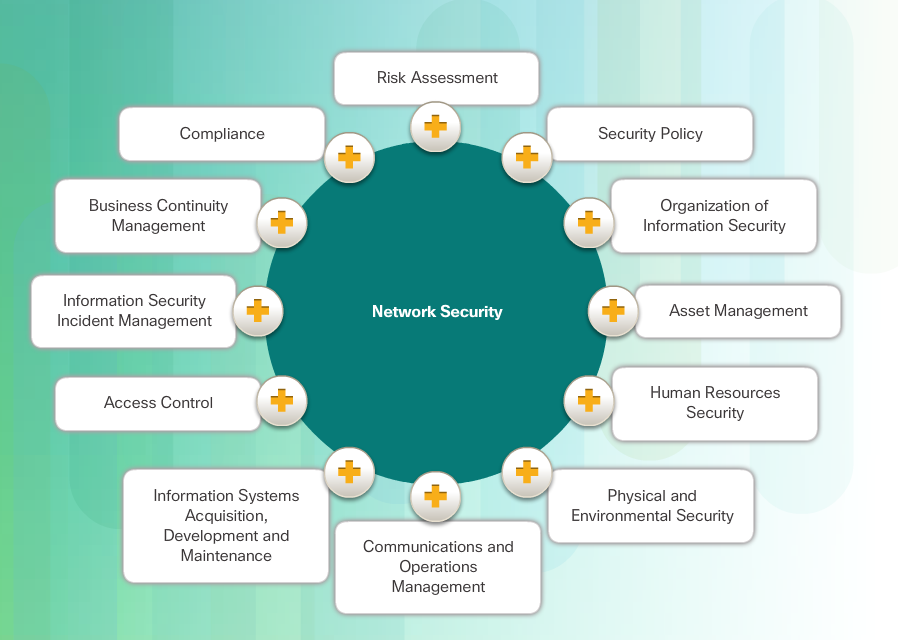 Risk Assessment
Security Policy
Organization of
Information Security
Asset Management
Human Resources
Security
Physical and
Environmental Security
Communications and
Operations
Management
Information Systems
Acquisition,
Development and
Maintenance
Access Control
Information Security
Incident Management
Business Continuity
Management
Compliance
Network Security